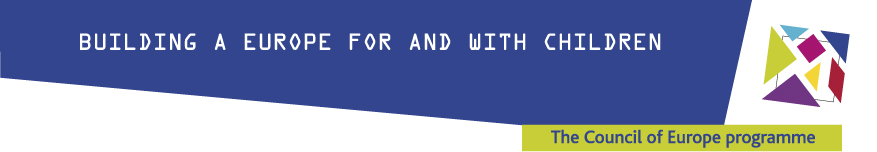 BUILDING A EUROPE FOR AND WITH CHILDREN
The Council of Europe programme